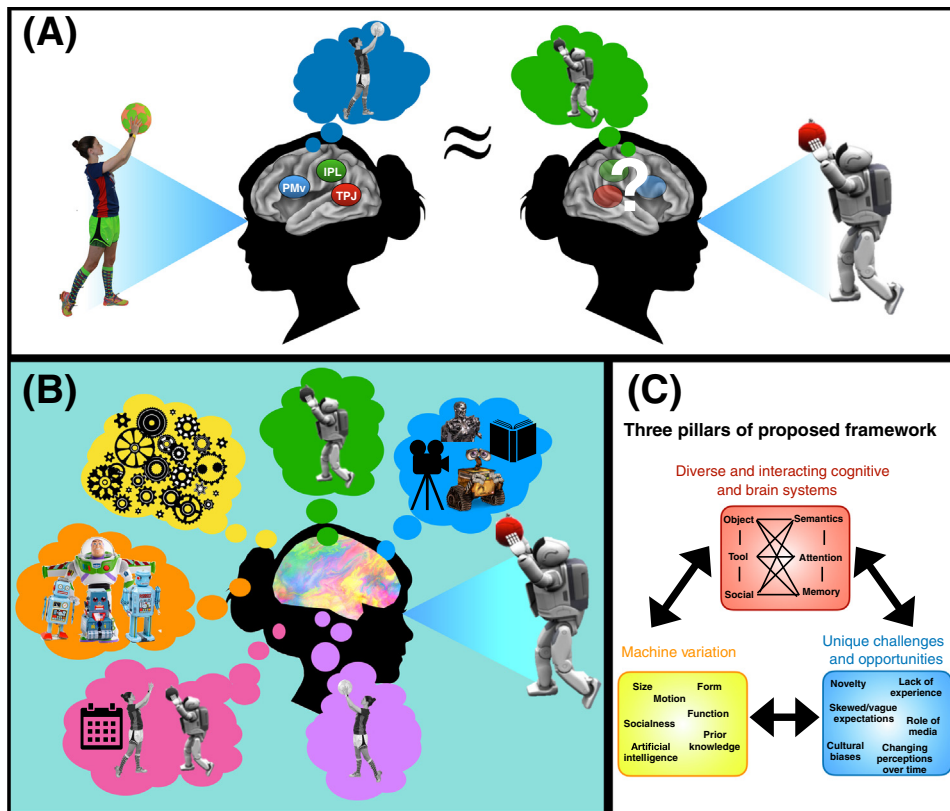 (A)
≈
PMv
IPL
TPJ
?
(B)
(C)
Three pillars of proposed framework
Diverse and interacting cognitive
and brain systems
Object
Semantics
Tool
Attention
Social
Memory
Machine variation
Size
Form
Motion
Function
Socialness
Prior
knowledge
Artificial
intelligence
Unique challenges
and opportunities
Novelty
Lack of
experience
Skewed/vague
expectations
Role of
media
Cultural
biases
Changing
perceptions
over time